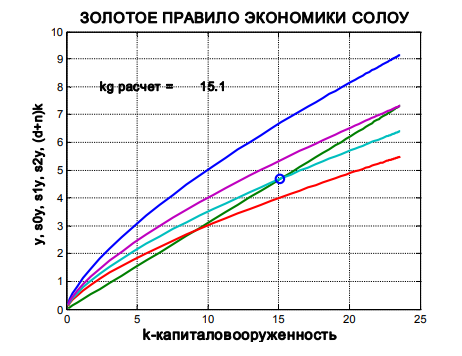 ЗОЛОТОЕ ПРАВИЛО ЭКОНОМИКИ СОЛОУ
10
9
8
7
6
5
4
3
2
1
0
kg расчет = 15.1
y, s0y, s1y, s2y, (d+n)k
0 5 10 15 20 25
k-капиталовооруженность